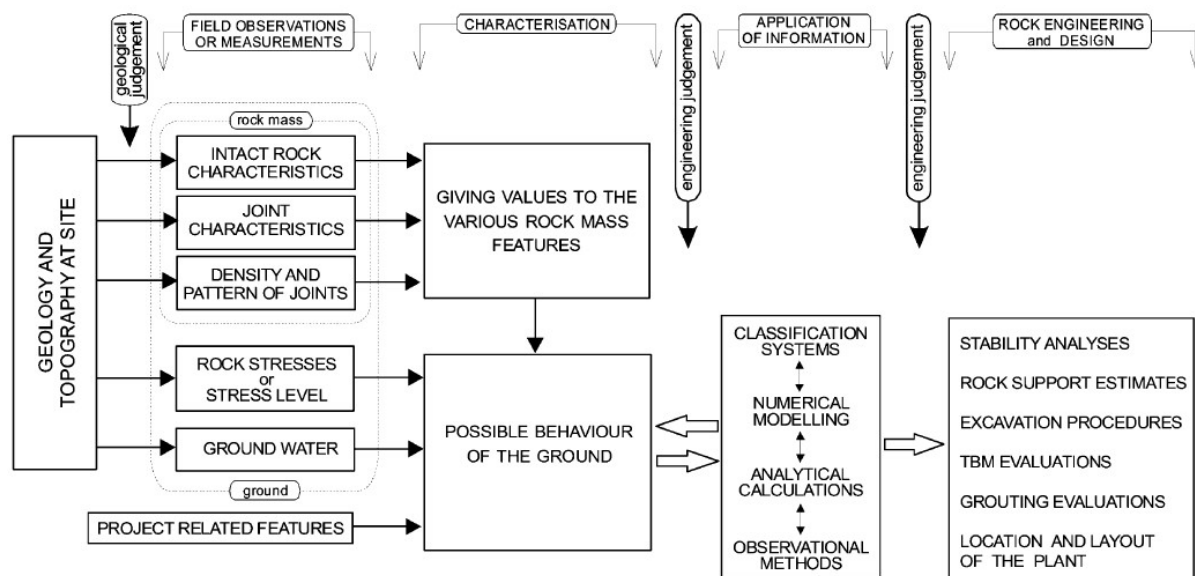 geological
judgement
FIELD OBSERVATIONS
OR MEASUREMENTS
CHARACTERISATION
engineering judgement
APPLICATION
OF INFORMATION
engineering judgement
ROCK ENGINEERING
and DESIGN
GEOLOGY AND
TOPOGRAPHY AT SITE
rock mass
INTACT ROCK
CHARACTERISTICS
JOINT
CHARACTERISTICS
DENSITY AND
PATTERN OF JOINTS
ROCK STRESSES
or
STRESS LEVEL
GROUND WATER
ground
PROJECT RELATED FEATURES
GIVING VALUES TO THE
VARIOUS ROCK MASS
FEATURES
POSSIBLE BEHAVIOUR
OF THE GROUND
CLASSIFICATION
SYSTEMS
NUMERICAL
MODELLING
ANALYTICAL
CALCULATIONS
OBSERVATIONAL
METHODS
STABILITY ANALYSES
ROCK SUPPORT ESTIMATES
EXCAVATION PROCEDURES
TBM EVALUATIONS
GROUTING EVALUATIONS
LOCATION AND LAYOUT
OF THE PLANT